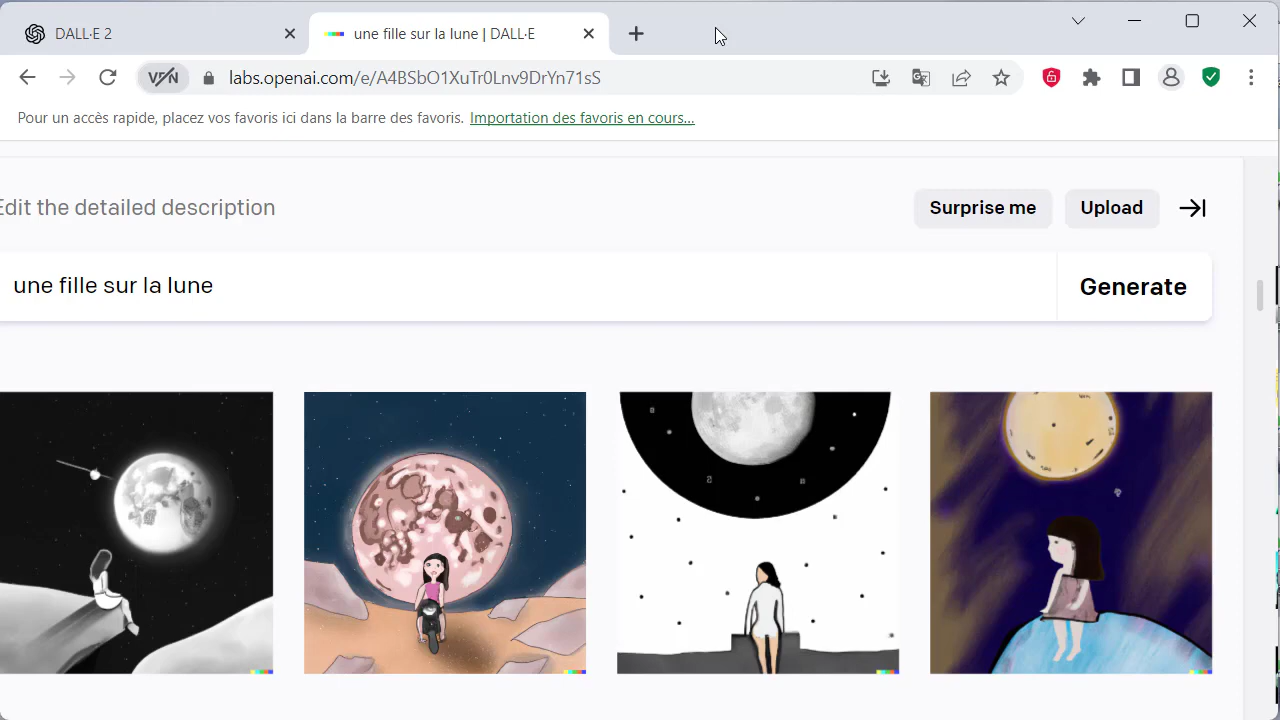 DALL·E 2
une fille sur la lune | DALL·E
VPN
labs.openai.com/e/A4BSbO1XuTr0Lnv9DrYn71sS
Pour un accès rapide, placez vos favoris ici dans la barre des favoris. Importation des favoris en cours...
Edit the detailed description
Surprise me
Upload
une fille sur la lune
Generate